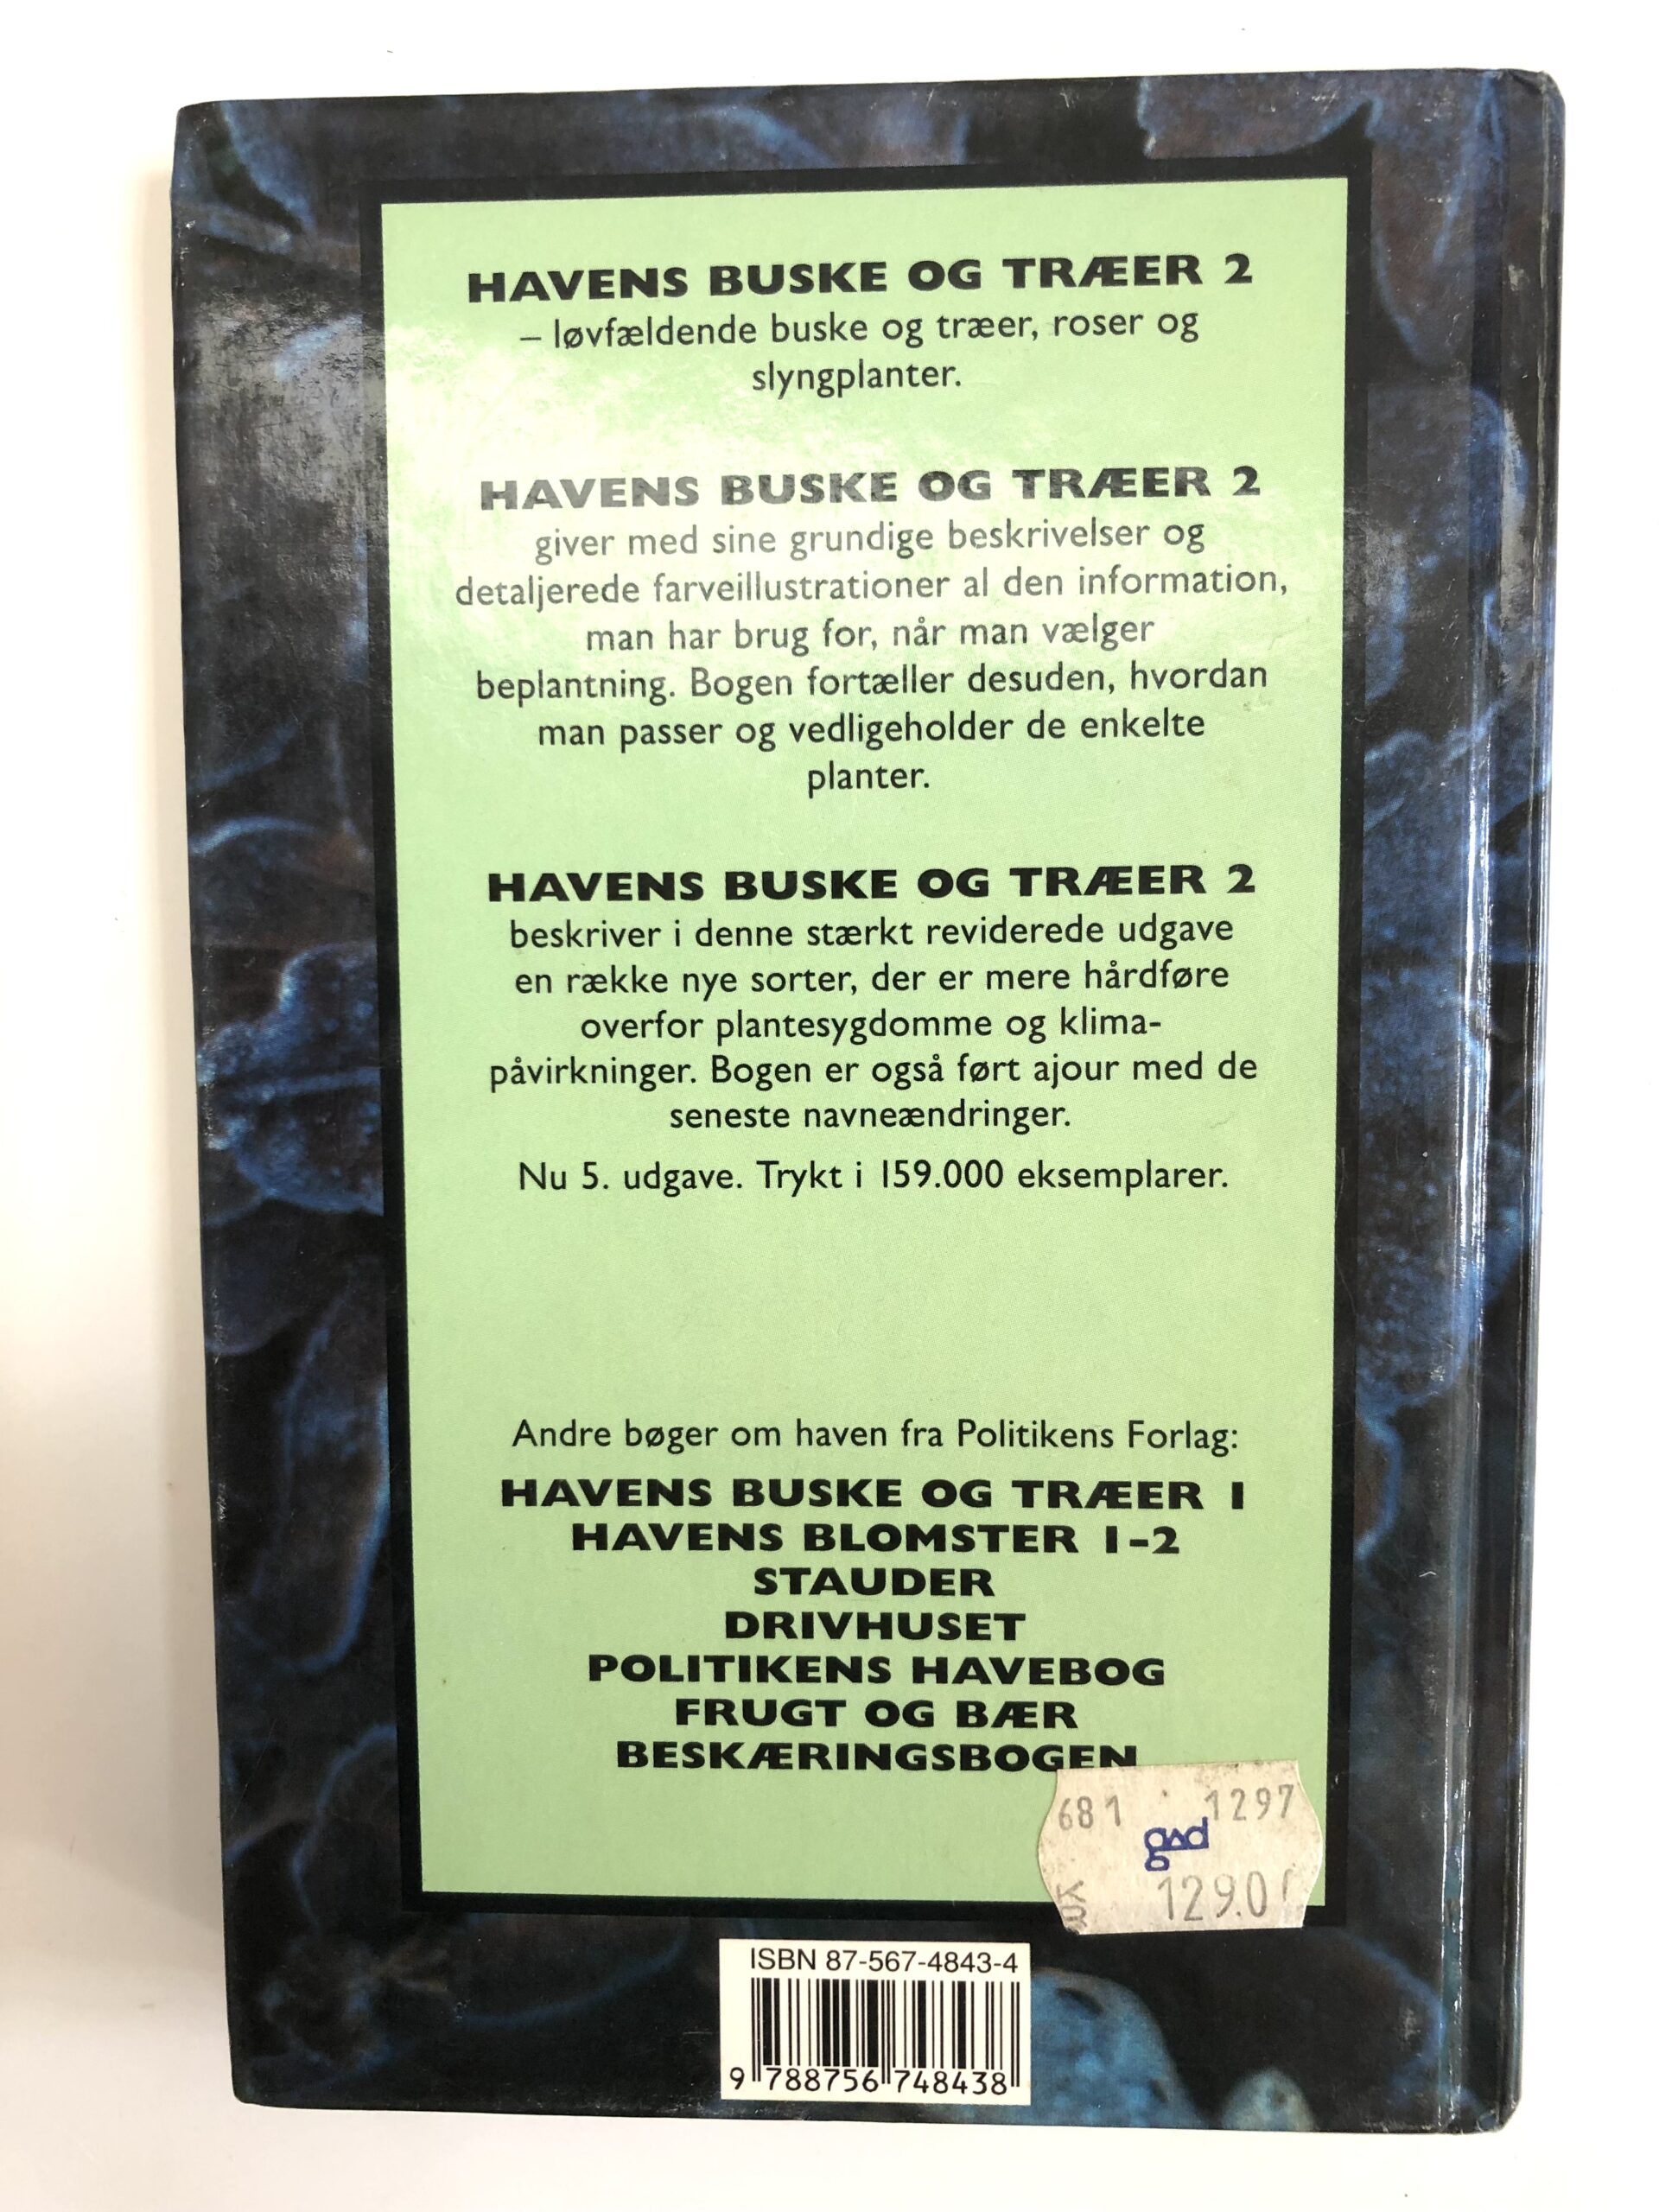 HAVENS BUSKE OG TRÆER 2
– løvfældende buske og træer, roser og
slyngplanter.
HAVENS BUSKE OG TRÆER 2
giver med sine grundige beskrivelser og
detaljerede farveillustrationer al den information,
man har brug for, når man vælger
beplantning. Bogen fortæller desuden, hvordan
man passer og vedligeholder de enkelte
planter.
HAVENS BUSKE OG TRÆER 2
beskriver i denne stærkt reviderede udgave
en række nye sorter, der er mere hårdføre
overfor plantesygdomme og klima-
påvirkninger. Bogen er også ført ajour med de
seneste navneændringer.
Nu 5. udgave. Trykt i 159.000 eksemplarer.
Andre bøger om haven fra Politikens Forlag:
HAVENS BUSKE OG TRÆER 1
HAVENS BLOMSTER 1-2
STAUDER
DRIVHUSET
POLITIKENS HAVEBOG
FRUGT OG BÆR
BESKÆRINGSBOGEN
681 1297
gad
129.0
ISBN 87-567-4843-4
9 788756 748438